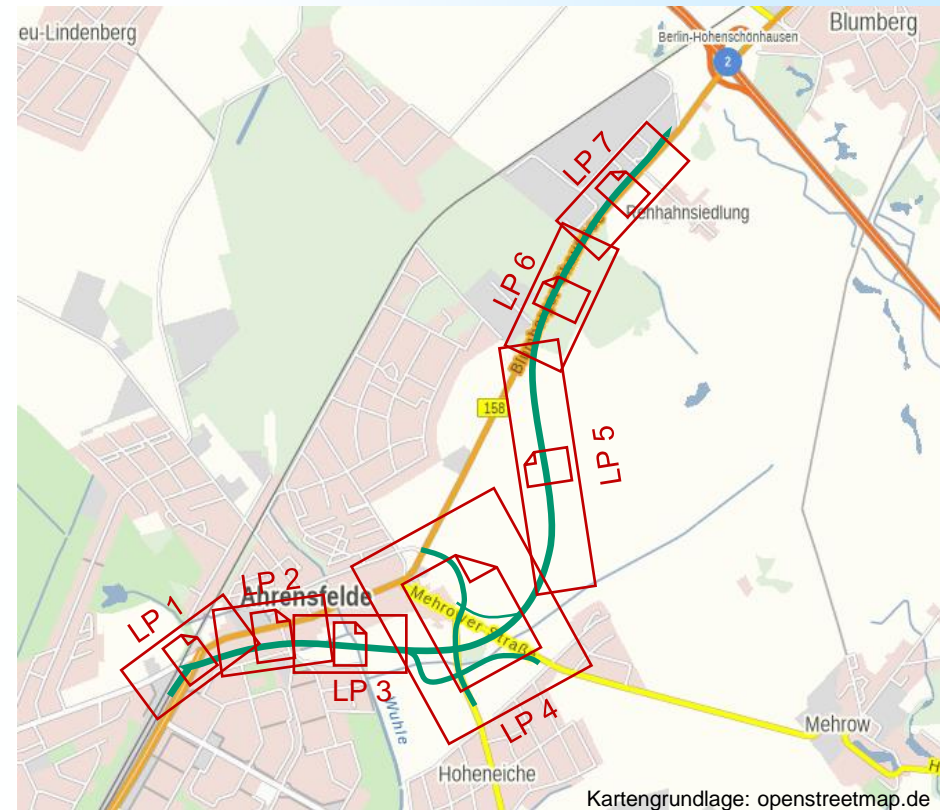 eu-Lindenberg
Blumberg
Berlin-Hohenschönhausen
2
LP 7
Renhahnsiedlung
LP 6
158
LP 5
Ahrensfelde
LP 2
LP 1
Mehrower Straße
LP 3
Wuhle
LP 4
Mehrow
Hoheneiche
H
Kartengrundlage: openstreetmap.de